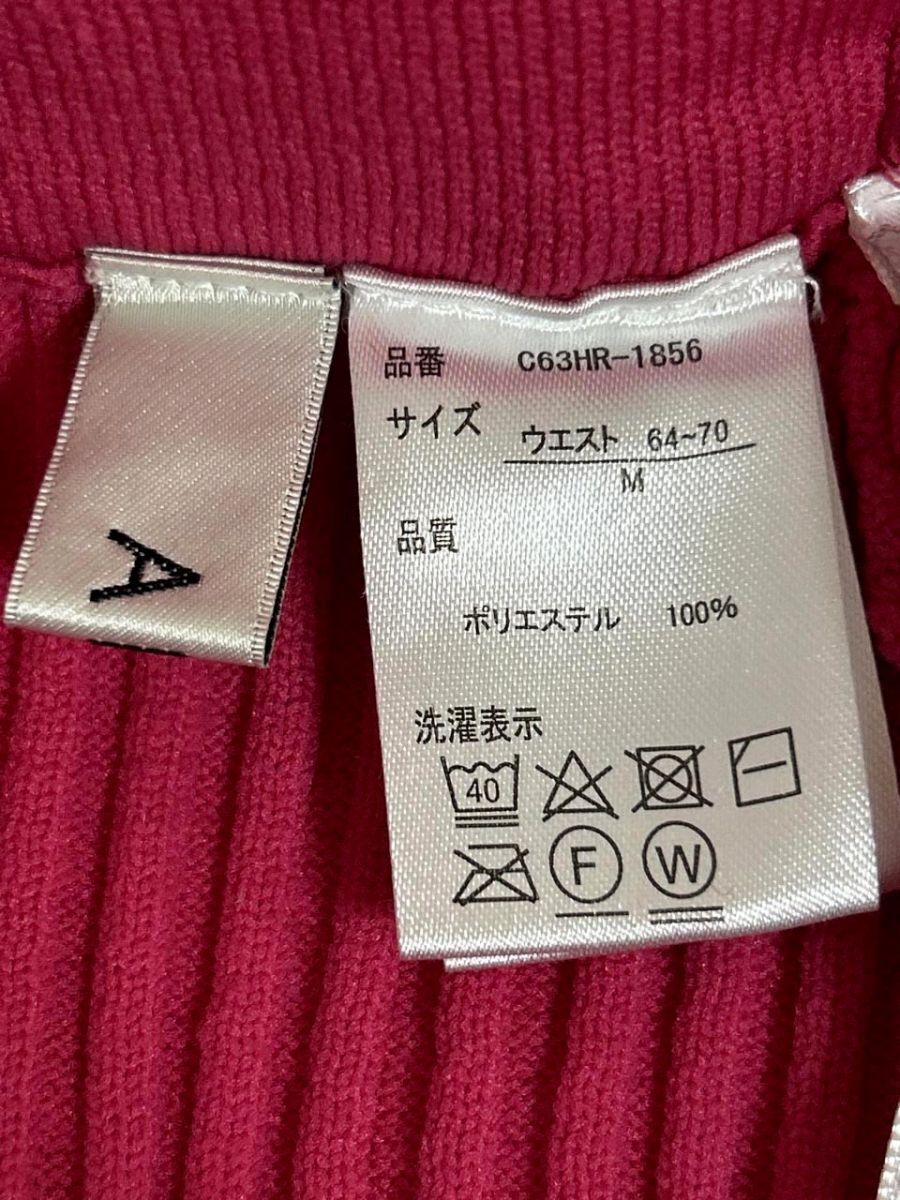 A
品番 C63HR-1856
サイズ ウエスト 64~70
M
品質
ポリエステル 100%
洗濯表示
40
F W